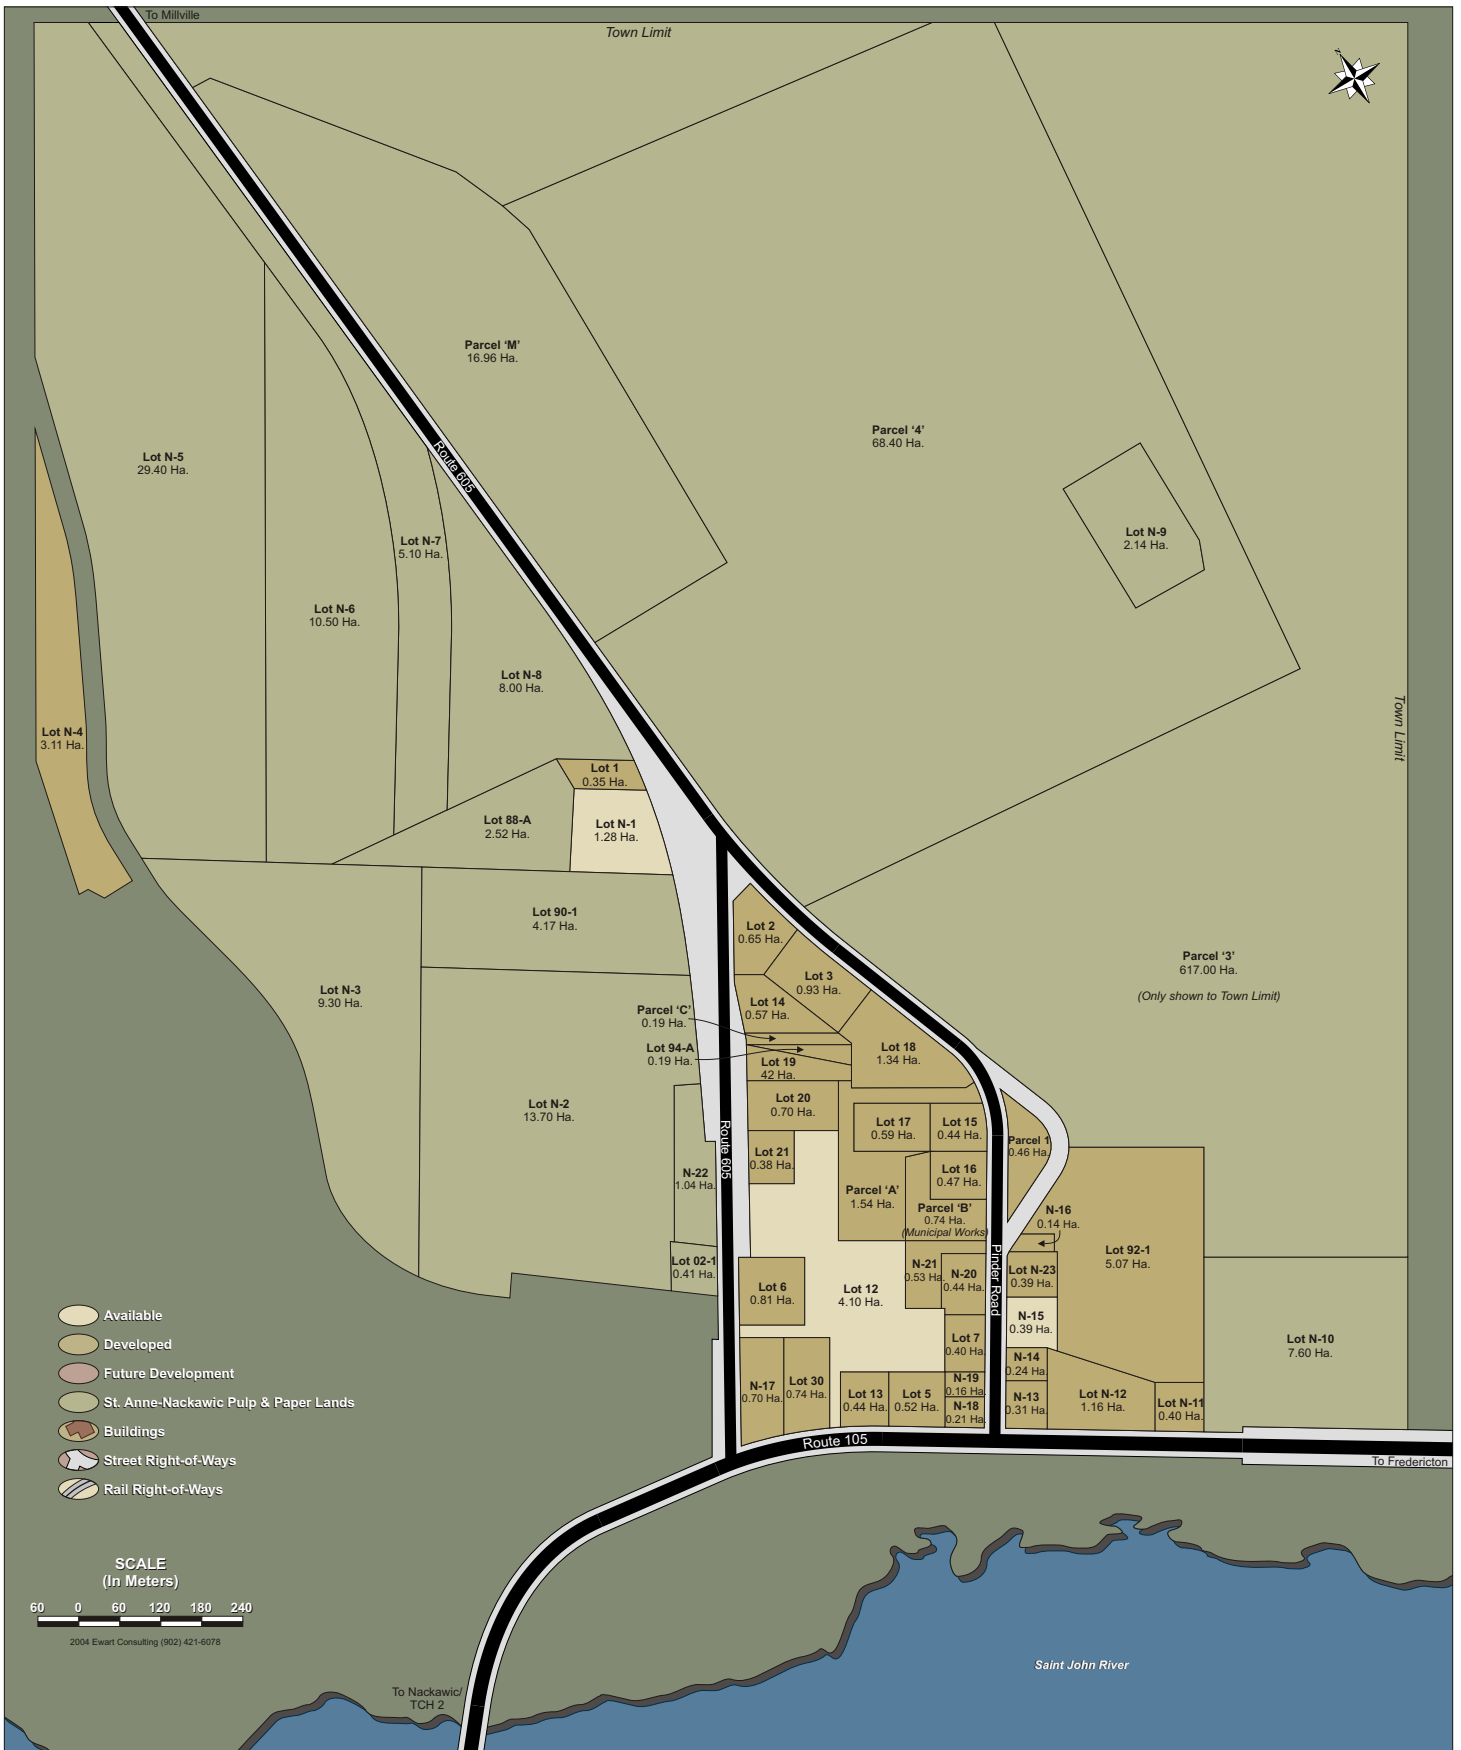 To Millville
Town Limit
Parcel ‘M’
16.96 Ha.
Parcel ‘4’
68.40 Ha.
Route 605
Lot N-5
29.40 Ha.
Lot N-9
2.14 Ha.
Lot N-7
5.10 Ha.
Lot N-6
10.50 Ha.
Lot N-8
8.00 Ha.
Town Limit
Lot N-4
3.11 Ha.
Lot 1
0.35 Ha.
Lot 88-A
2.52 Ha.
Lot N-1
1.28 Ha.
Lot 90-1
4.17 Ha.
Lot 2
0.65 Ha.
Parcel ‘3’
617.00 Ha.
(Only shown to Town Limit)
Lot 3
0.93 Ha.
Lot N-3
9.30 Ha.
Lot 14
0.57 Ha.
Parcel ‘C’
0.19 Ha.
Lot 94-A
0.19 Ha.
Lot 18
1.34 Ha.
Lot 19
42 Ha.
Lot N-2
13.70 Ha.
Lot 20
0.70 Ha.
Lot 17
0.59 Ha.
Lot 15
0.44 Ha.
Parcel 1
0.46 Ha.
Route 605
Lot 21
0.38 Ha.
N-22
1.04 Ha.
Lot 16
0.47 Ha.
Parcel ‘A’
1.54 Ha.
Parcel ‘B’
0.74 Ha.
(Municipal Works)
N-16
0.14 Ha.
Lot 92-1
5.07 Ha.
Lot 02-1
0.41 Ha.
N-21
0.53 Ha.
N-20
0.44 Ha.
Pinder Road
Lot N-23
0.39 Ha.
Lot 6
0.81 Ha.
Lot 12
4.10 Ha.
N-15
0.39 Ha.
Lot 7
0.40 Ha.
Lot N-10
7.60 Ha.
N-14
0.24 Ha.
N-17
0.70 Ha.
Lot 30
0.74 Ha.
Lot 13
0.44 Ha.
Lot 5
0.52 Ha.
N-19
0.16 Ha.
N-18
0.21 Ha.
N-13
0.31 Ha.
Lot N-12
1.16 Ha.
Lot N-11
0.40 Ha.
Route 105
To Fredericton
Available
Developed
Future Development
St. Anne-Nackawic Pulp & Paper Lands
Buildings
Street Right-of-Ways
Rail Right-of-Ways
SCALE
(In Meters)
60 0 60 120 180 240
2004 Ewart Consulting (902) 421-6078
Saint John River
To Nackawic/
TCH 2